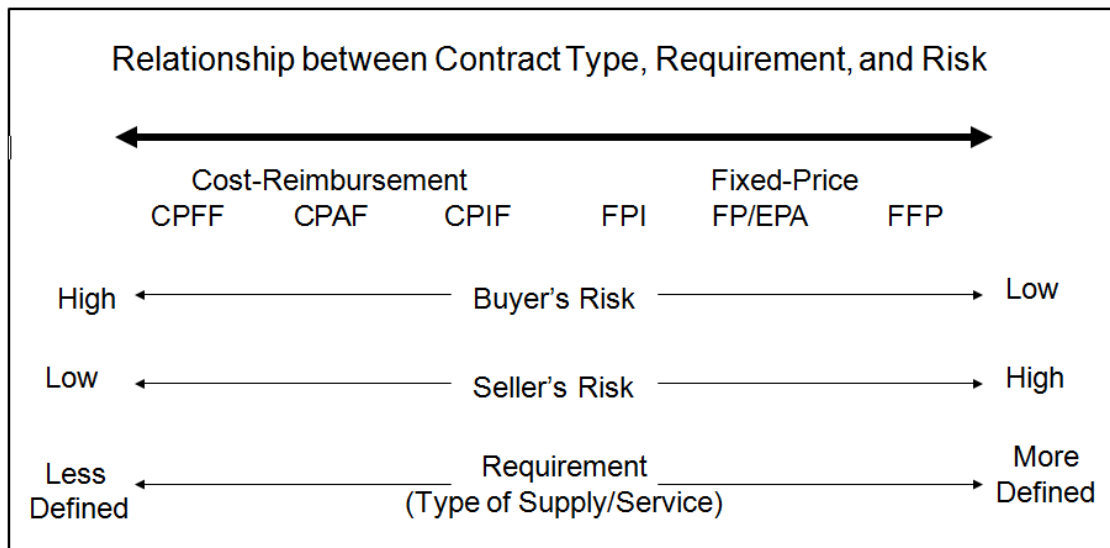 Relationship between Contract Type, Requirement, and Risk
Cost-Reimbursement Fixed-Price
CPFF CPAF CPIF FPI FP/EPA FFP
High Buyer's Risk Low
Low Seller's Risk High
Less Defined Requirement (Type of Supply/Service) More Defined